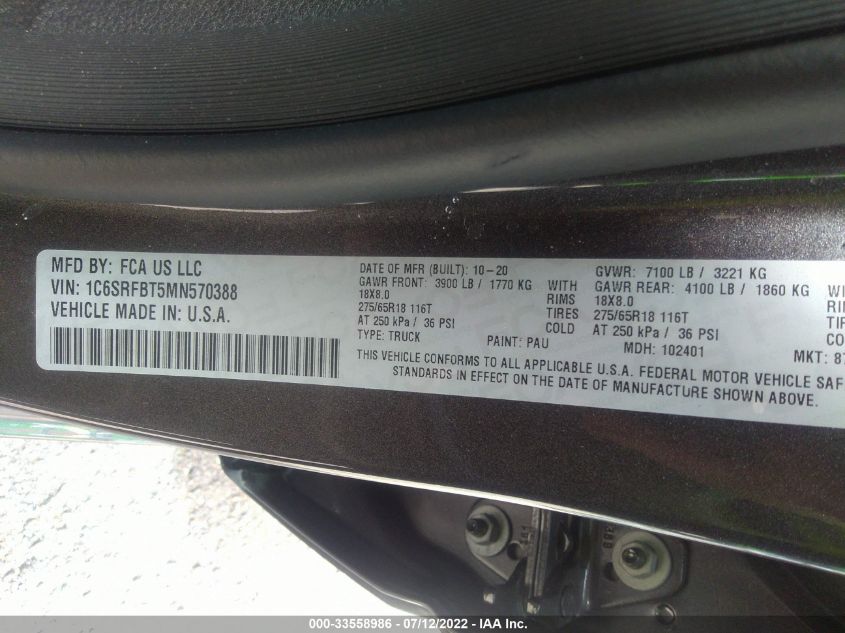 MFD BY: FCA US LLC
VIN: 1C6SRFBT5MN570388
VEHICLE MADE IN: U.S.A.
DATE OF MFR (BUILT): 10-20 GVWR: 7100 LB / 3221 KG
GAWR FRONT: 3900 LB / 1770 KG WITH GAWR REAR: 4100 LB / 1860 KG WITH
18X8.0 RIMS 18X8.0
275/65R18 116T TIRES 275/65R18 116T
AT 250 kPa / 36 PSI COLD AT 250 kPa / 36 PSI
TYPE: TRUCK PAINT: PAU MDH: 102401 MKT:
THIS VEHICLE CONFORMS TO ALL APPLICABLE U.S.A. FEDERAL MOTOR VEHICLE SAF
STANDARDS IN EFFECT ON THE DATE OF MANUFACTURE SHOWN ABOVE.
000-33558986 - 07/12/2022 - IAA Inc.